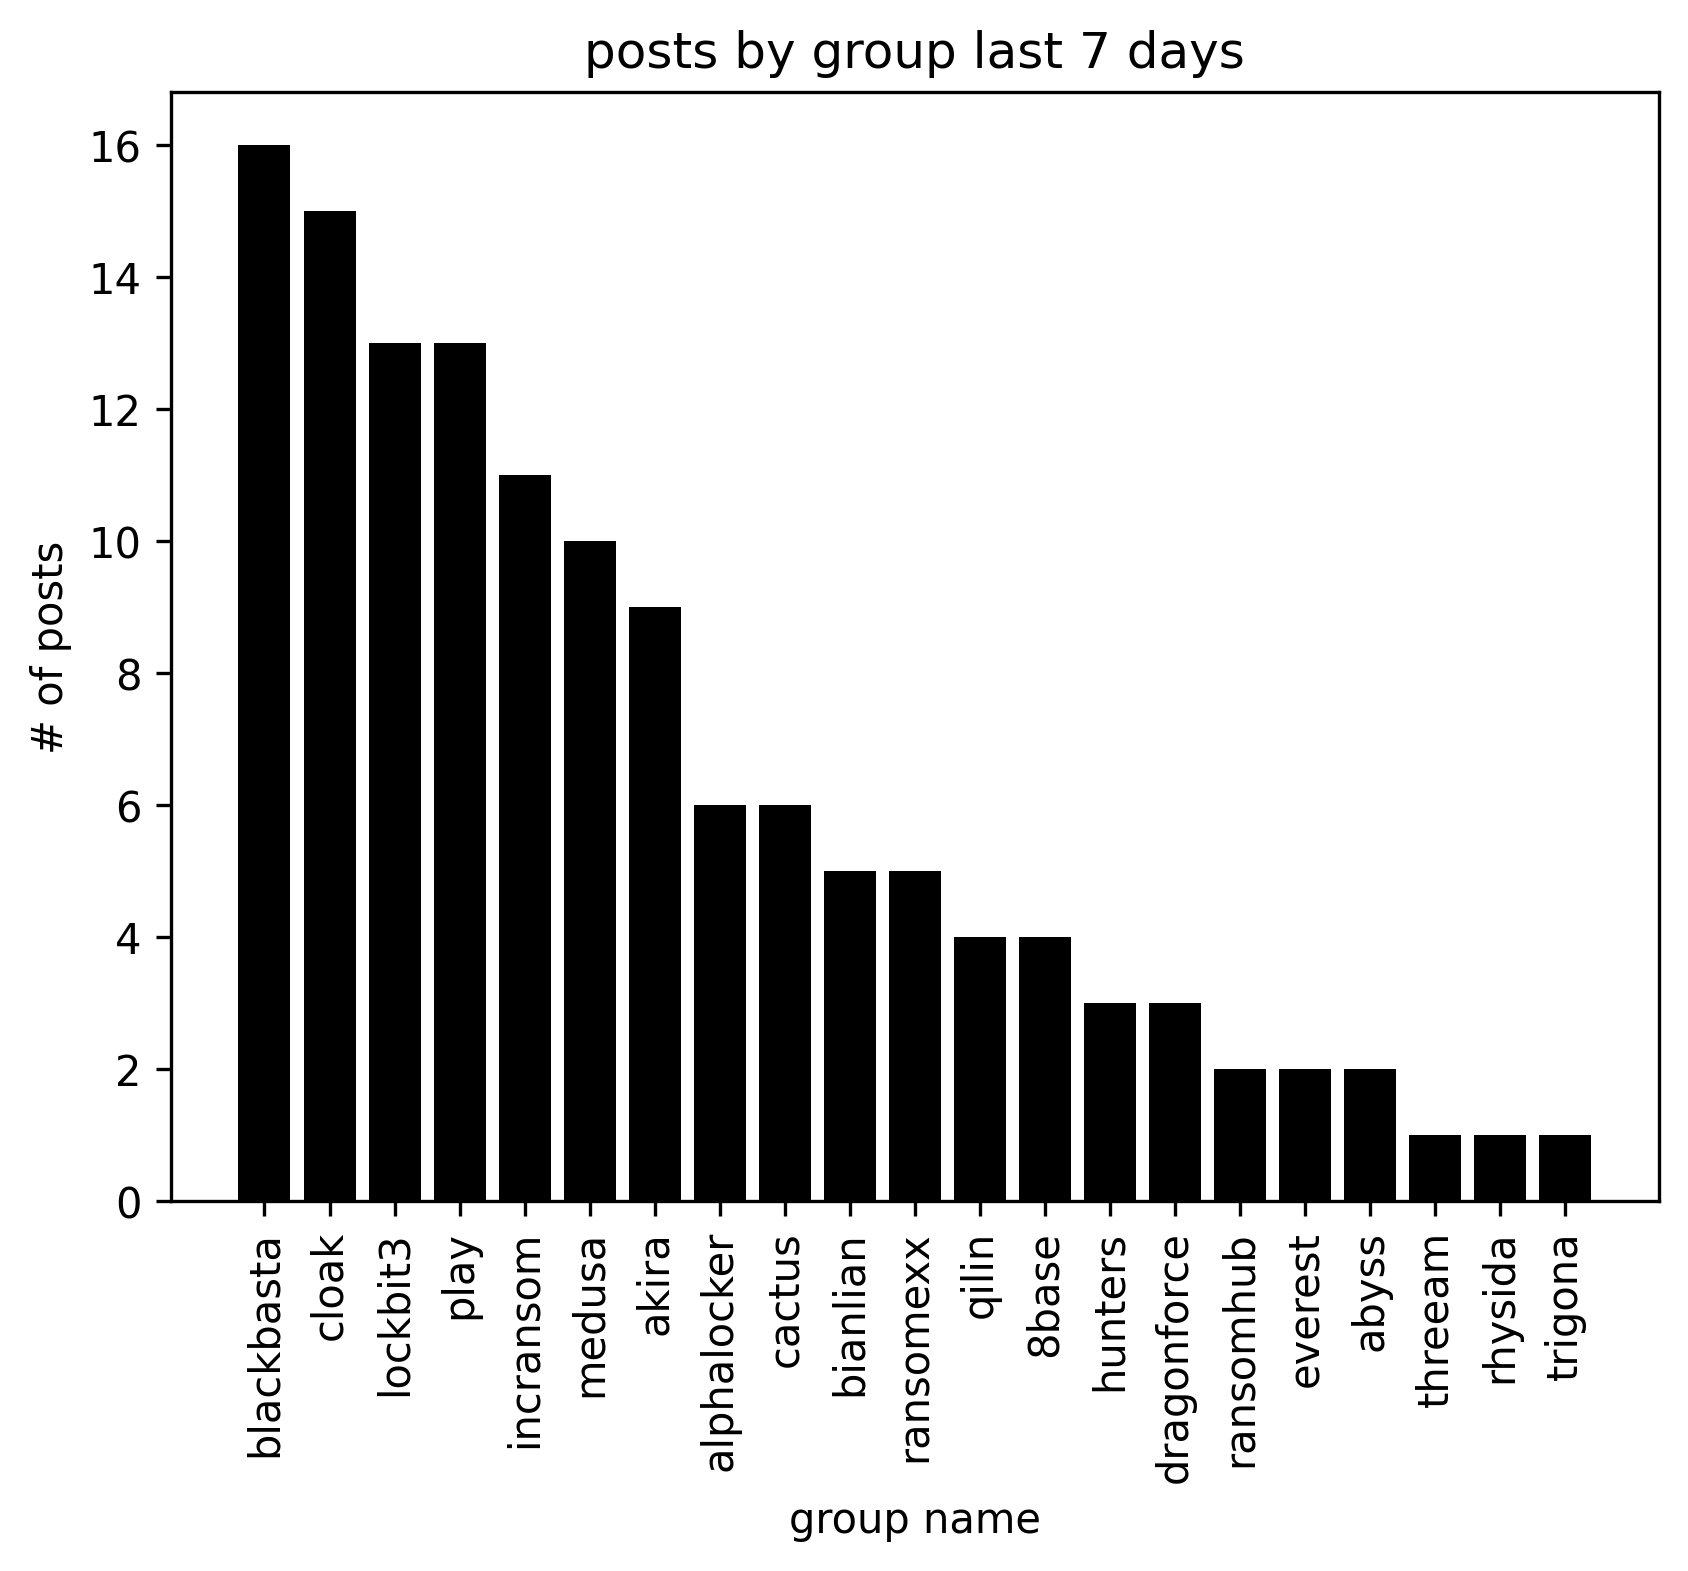 posts by group last 7 days
16
14
12
10
8
6
4
2
0
# of posts
blackbasta
cloak
lockbit3
play
incransom
medusa
akira
alphalocker
cactus
bianlian
ransomexx
qilin
8base
hunters
dragonforce
ransomhub
everest
abyss
threeam
rhysida
trigona
group name